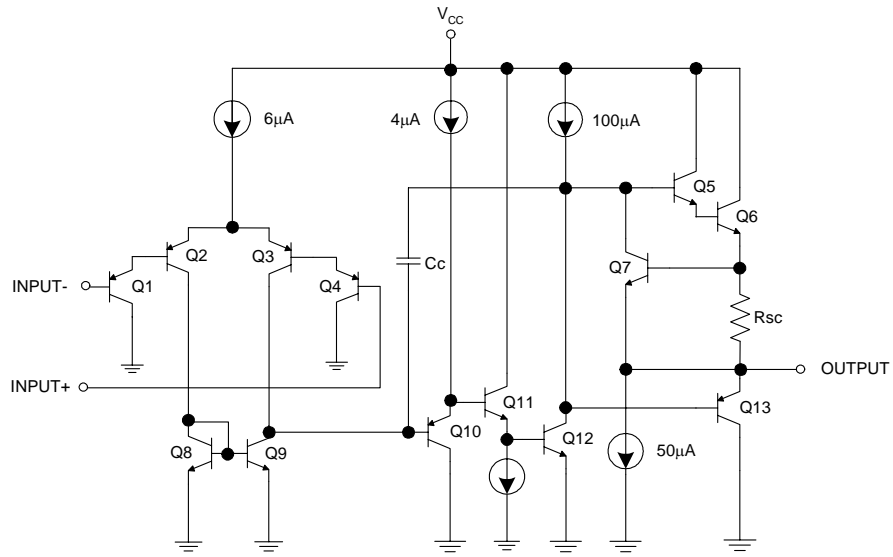 VCC
6µA
4µA
100µA
Q5
Q6
Q2
Q3
Q7
Cc
INPUT-
Q1
Q4
Rsc
OUTPUT
INPUT+
Q11
Q13
Q10
Q12
Q8
Q9
50µA